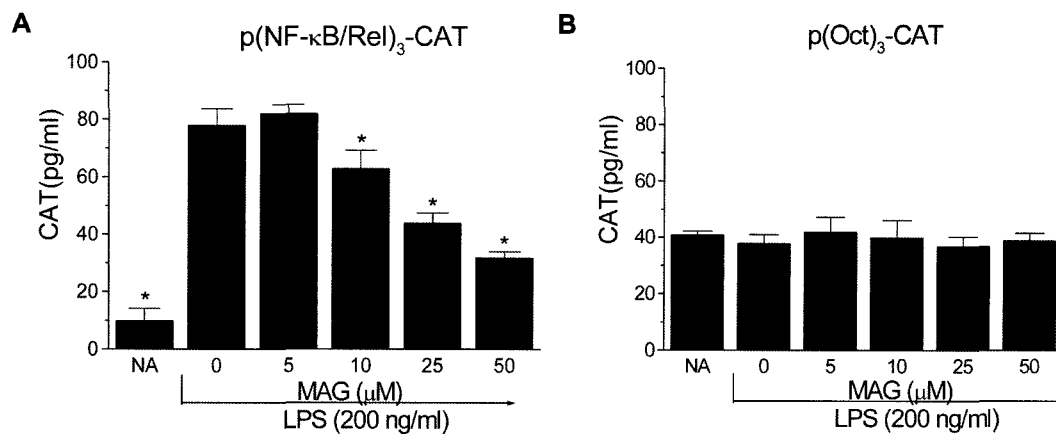 A
p(NF-κB/Rel)₃-CAT
CAT(pg/ml)
100
80
60
40
20
0
*
*
*
*
NA
0
5
10
25
50
MAG (μM)
LPS (200 ng/ml)
B
p(Oct)₃-CAT
CAT(pg/ml)
100
80
60
40
20
0
NA
0
5
10
25
50
MAG (μM)
LPS (200 ng/ml)